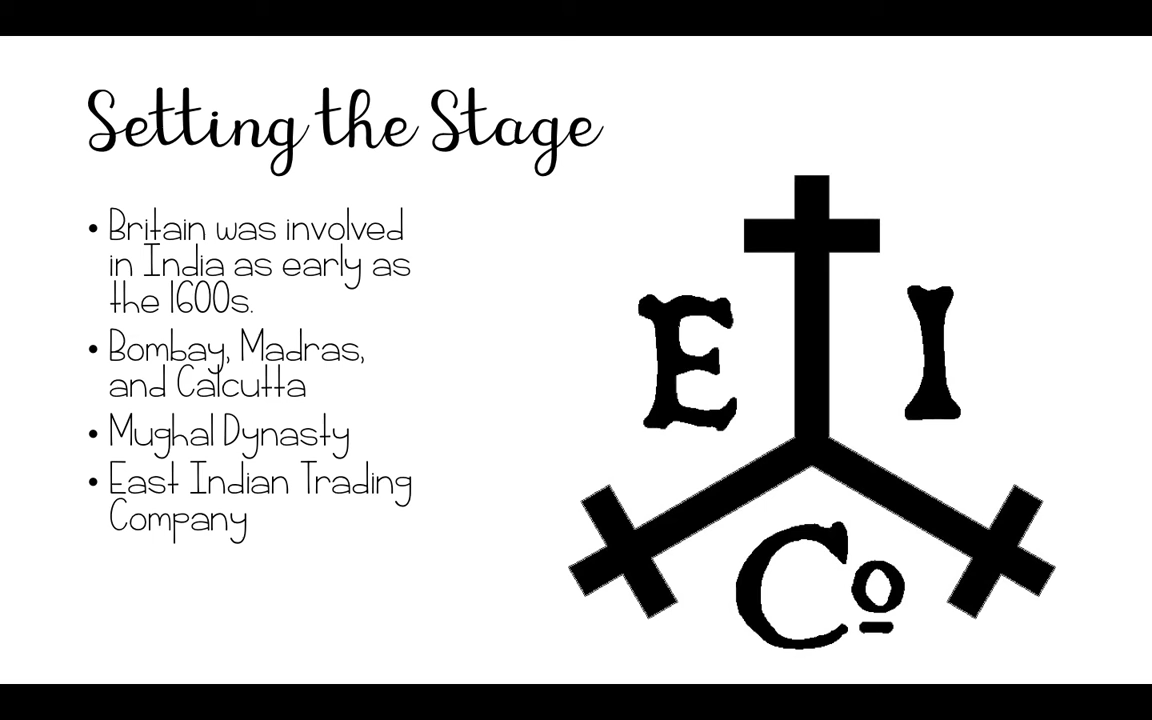 Setting the Stage
• Britain was involved
in India as early as
the 1600s.
• Bombay, Madras,
and Calcutta
• Mughal Dynasty
• East Indian Trading
Company
E I
Co